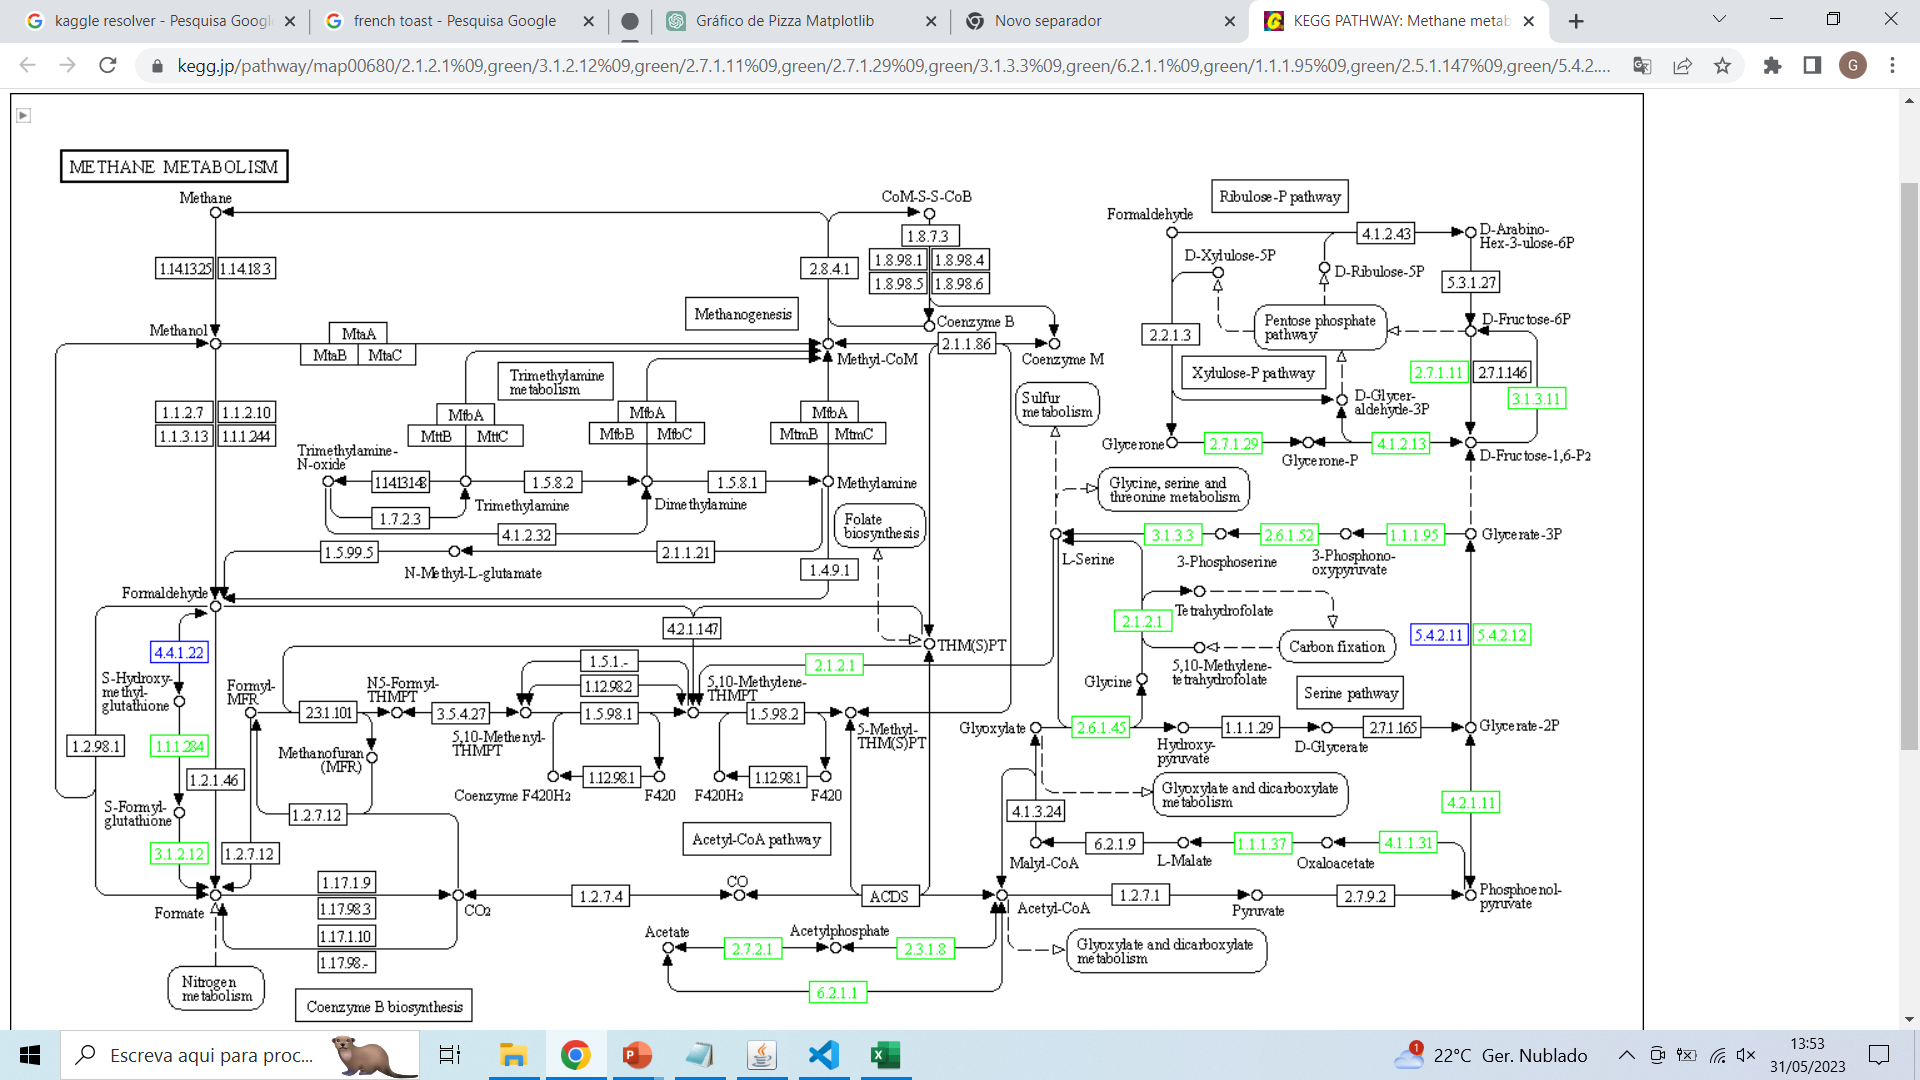 kaggle resolver - Pesquisa Google
french toast - Pesquisa Google
Gráfico de Pizza Matplotlib
Novo separador
KEGG PATHWAY: Methane metab
kegg.jp/pathway/map00680/2.1.2.1%09,green/3.1.2.12%09,green/2.7.1.11%09,green/2.7.1.29%09,green/3.1.3.3%09,green/6.2.1.1%09,green/1.1.1.95%09,green/2.5.1.147%09,green/5.4.2....
G
METHANE METABOLISM
Methane
CoM-S-S-CoB
Ribulose-P pathway
Formaldehyde
1.8.7.3
4.1.2.43
D-Arabino-
Hex-3-ulose-6P
1.14.13.25
1.14.18.3
2.8.4.1
1.8.98.1
1.8.98.4
1.8.98.5
1.8.98.6
D-Xylulose-5P
D-Ribulose-5P
5.3.1.27
Methanogenesis
Methanol
MtaA
MtaB
MtaC
Coenzyme B
Methyl-CoM
2.1.1.86
Coenzyme M
2.2.1.3
Pentose phosphate
pathway
D-Fructose-6P
Trimethylamine
metabolism
Xylulose-P pathway
2.7.1.11
2.7.1.146
3.1.3.11
Sulfur
metabolism
D-Glycer-
aldehyde-3P
1.1.2.7
1.1.2.10
1.1.3.13
1.1.1.244
MtbA
MttB
MttC
MtbA
MtbB
MtbC
MtbA
MtmB
MtmC
Glycerone
2.7.1.29
Glycerone-P
4.1.2.13
D-Fructose-1,6-P2
Trimethylamine-
N-oxide
1.14.13.148
Trimethylamine
1.5.8.2
Dimethylamine
1.5.8.1
Methylamine
1.7.2.3
4.1.2.32
Glycine, serine and
threonine metabolism
Folate
biosynthesis
1.5.99.5
N-Methyl-L-glutamate
2.1.1.21
1.4.9.1
L-Serine
3.1.3.3
3-Phosphoserine
2.6.1.52
3-Phosphono-
oxypyruvate
1.1.1.95
Glycerate-3P
Formaldehyde
4.2.1.147
THM(S)PT
2.1.2.1
Tetrahydrofolate
Carbon fixation
5,10-Methylene-
tetrahydrofolate
5.4.2.11
5.4.2.12
4.4.1.22
S-Hydroxy-
methyl-
glutathione
Formyl-
MFR
N5-Formyl-
THMPT
1.5.1.-
1.12.98.2
2.1.2.1
5,10-Methylene-
THMPT
Glycine
Serine pathway
2.3.1.101
3.5.4.27
5,10-Methenyl-
THMPT
1.5.98.1
1.5.98.2
5-Methyl-
THM(S)PT
Glyoxylate
2.6.1.45
Hydroxy-
pyruvate
1.1.1.29
D-Glycerate
2.7.1.165
Glycerate-2P
1.2.98.1
1.1.1.284
Methanofuran
(MFR)
1.2.1.46
Coenzyme F420H2
1.12.98.1
F420
F420H2
1.12.98.1
F420
Glyoxylate and dicarboxylate
metabolism
S-Formyl-
glutathione
1.2.7.12
4.1.3.24
4.2.1.11
3.1.2.12
1.2.7.12
Acetyl-CoA pathway
Malyl-CoA
6.2.1.9
L-Malate
1.1.1.37
Oxaloacetate
4.1.1.31
Formate
1.17.1.9
1.17.98.3
1.17.1.10
1.17.98.-
CO2
1.2.7.4
CO
ACDS
Acetyl-CoA
1.2.7.1
Pyruvate
2.7.9.2
Phosphoenol-
pyruvate
Acetate
2.7.2.1
Acetylphosphate
2.3.1.8
Glyoxylate and dicarboxylate
metabolism
6.2.1.1
Nitrogen
metabolism
Coenzyme B biosynthesis
Escreva aqui para proc...
1
22°C Ger. Nublado
13:53
31/05/2023